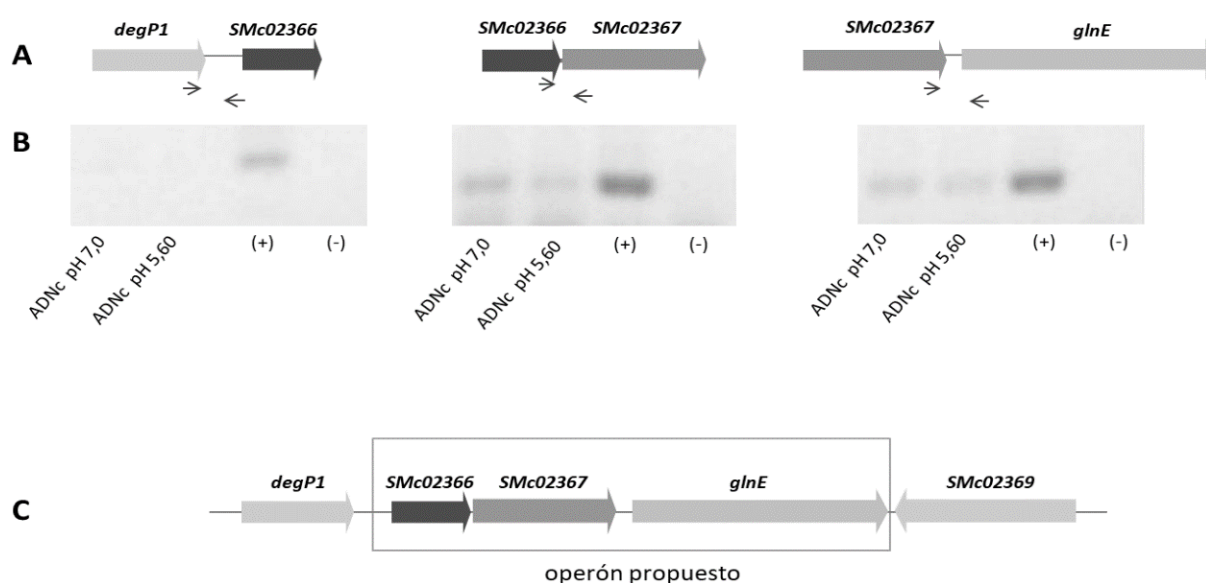 degP1 SMc02366 SMc02366 SMc02367 SMc02367 glnE
A
B
ADNc pH 7,0 ADNc pH 5,60 (+) (-) ADNc pH 7,0 ADNc pH 5,60 (+) (-) ADNc pH 7,0 ADNc pH 5,60 (+) (-)
degP1 SMc02366 SMc02367 glnE SMc02369
C
operón propuesto